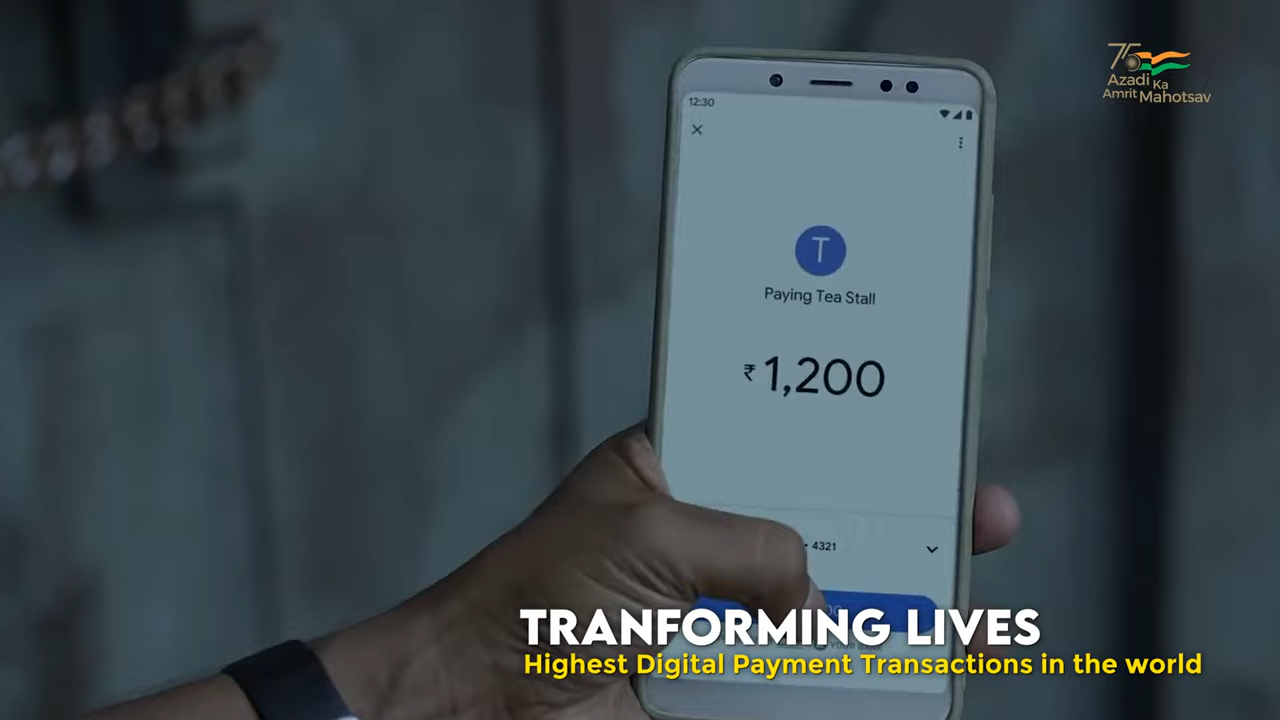 75
Azadi Ka
Amrit Mahotsav
12:30
T
Paying Tea Stall
₹1,200
4321
TRANFORMING LIVES
Highest Digital Payment Transactions in the world